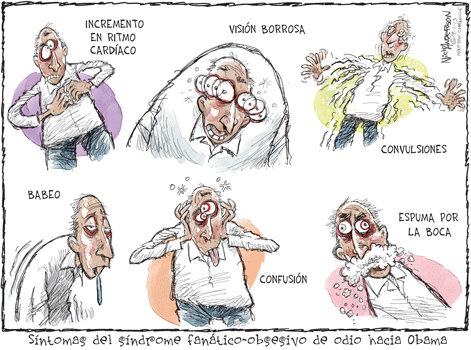 INCREMENTO
EN RITMO
CARDÍACO
VISIÓN BORROSA
CONVULSIONES
BABEO
CONFUSIÓN
ESPUMA POR
LA BOCA
Síntomas del síndrome fanático-obsesivo de odio hacia Obama